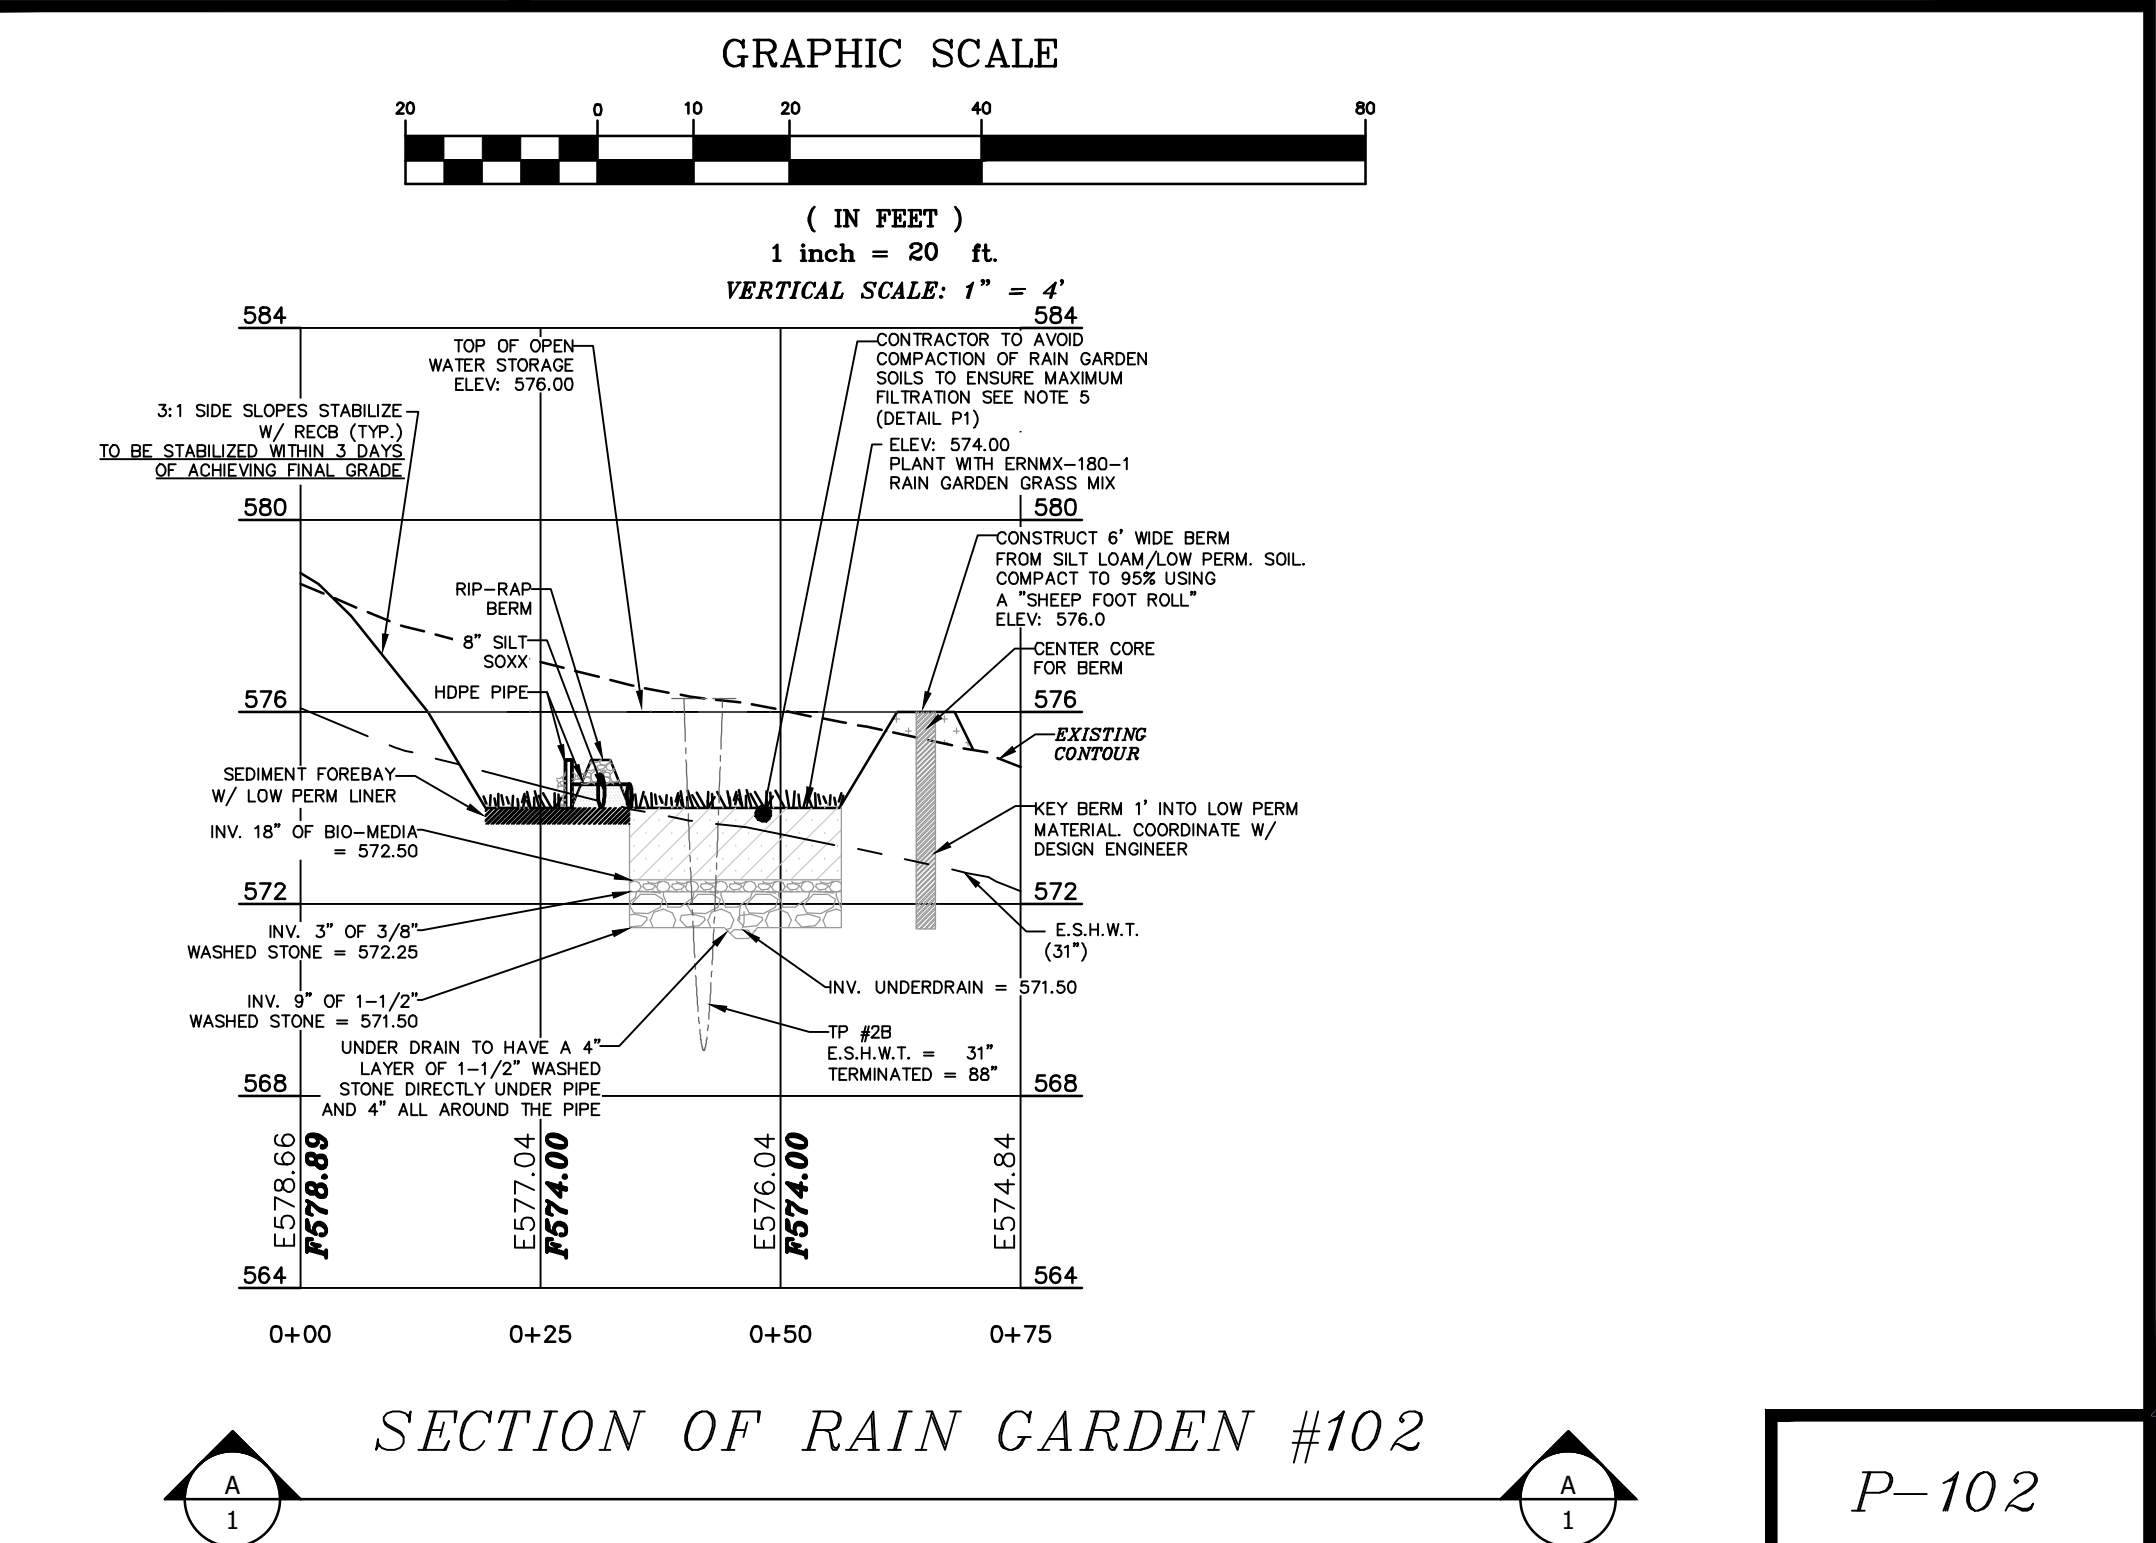 GRAPHIC SCALE
20 0 10 20 40 80
( IN FEET )
1 inch = 20 ft.
VERTICAL SCALE: 1" = 4'
584
584
TOP OF OPEN
WATER STORAGE
ELEV: 576.00
CONTRACTOR TO AVOID
COMPACTION OF RAIN GARDEN
SOILS TO ENSURE MAXIMUM
FILTRATION SEE NOTE 5
(DETAIL P1)
3:1 SIDE SLOPES STABILIZE
W/ RECB (TYP.)
TO BE STABILIZED WITHIN 3 DAYS
OF ACHIEVING FINAL GRADE
ELEV: 574.00
PLANT WITH ERNMX-180-1
RAIN GARDEN GRASS MIX
580
580
CONSTRUCT 6' WIDE BERM
FROM SILT LOAM/LOW PERM. SOIL.
COMPACT TO 95% USING
A "SHEEP FOOT ROLL"
ELEV: 576.0
RIP-RAP
BERM
8" SILT
SOXX
HDPE PIPE
CENTER CORE
FOR BERM
576
576
EXISTING
CONTOUR
SEDIMENT FOREBAY
W/ LOW PERM LINER
INV. 18" OF BIO-MEDIA
= 572.50
KEY BERM 1' INTO LOW PERM
MATERIAL. COORDINATE W/
DESIGN ENGINEER
572
572
INV. 3" OF 3/8"
WASHED STONE = 572.25
E.S.H.W.T.
(31")
INV. 9" OF 1-1/2"
WASHED STONE = 571.50
INV. UNDERDRAIN = 571.50
TP #2B
E.S.H.W.T. = 31"
TERMINATED = 88"
UNDER DRAIN TO HAVE A 4"
LAYER OF 1-1/2" WASHED
STONE DIRECTLY UNDER PIPE
AND 4" ALL AROUND THE PIPE
568
568
E578.66
F578.89
E577.04
F574.00
E576.04
F574.00
E574.84
564
564
0+00 0+25 0+50 0+75
SECTION OF RAIN GARDEN #102
A
1
A
1
P-102